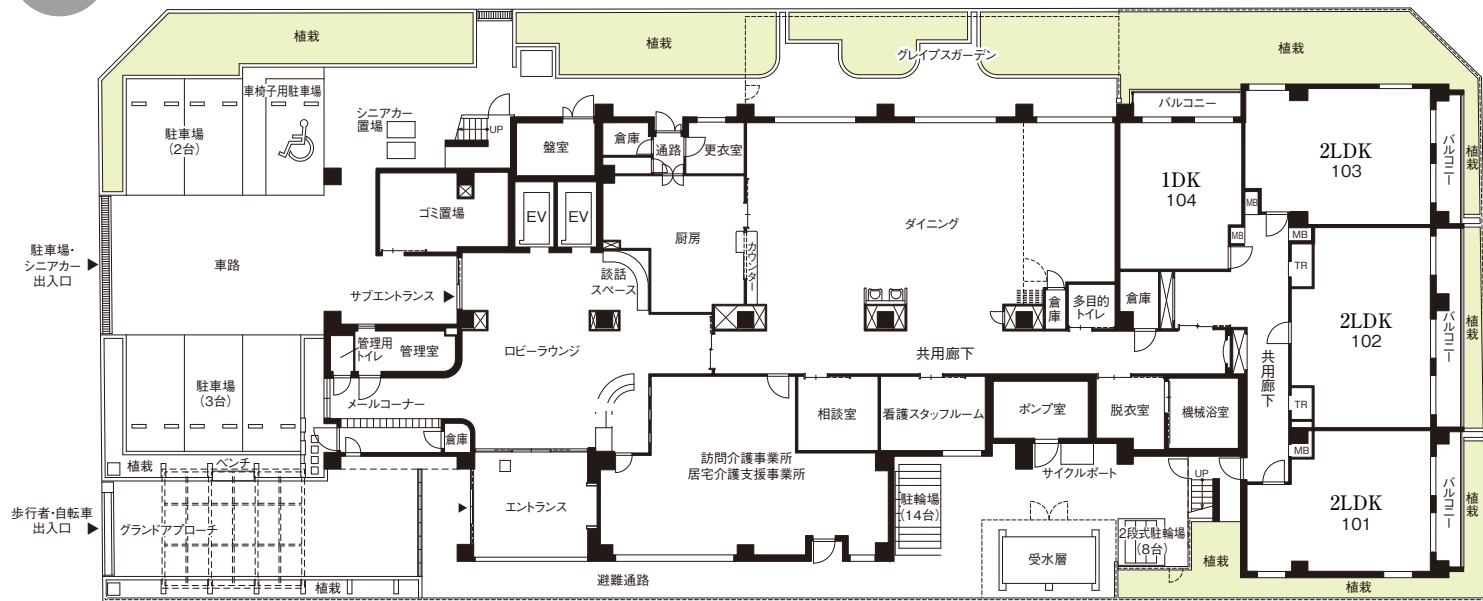 植栽
植栽
グレイプスガーデン
植栽
車椅子用駐車場
シニアカー
置場
UP
駐車場
(2台)
盤室
倉庫
通路
更衣室
バルコニー
2LDK
103
バルコニー
植栽
1DK
104
MB
MB
MB
ゴミ置場
EV
EV
厨房
カウンター
ダイニング
駐車場・
シニアカー
出入口
車路
サブエントランス
談話
スペース
倉庫
多目的
トイレ
倉庫
TR
2LDK
102
バルコニー
植栽
管理用
トイレ
管理室
ロビーラウンジ
共用廊下
共用廊下
駐車場
(3台)
メールコーナー
倉庫
相談室
看護スタッフルーム
ポンプ室
脱衣室
機械浴室
TR
MB
植栽
ベンチ
訪問介護事業所
居宅介護支援事業所
サイクルポート
UP
歩行者・自転車
出入口
グランドアプローチ
エントランス
駐輪場
(14台)
2段式駐輪場
(8台)
受水層
2LDK
101
バルコニー
植栽
植栽
植栽
避難通路
植栽